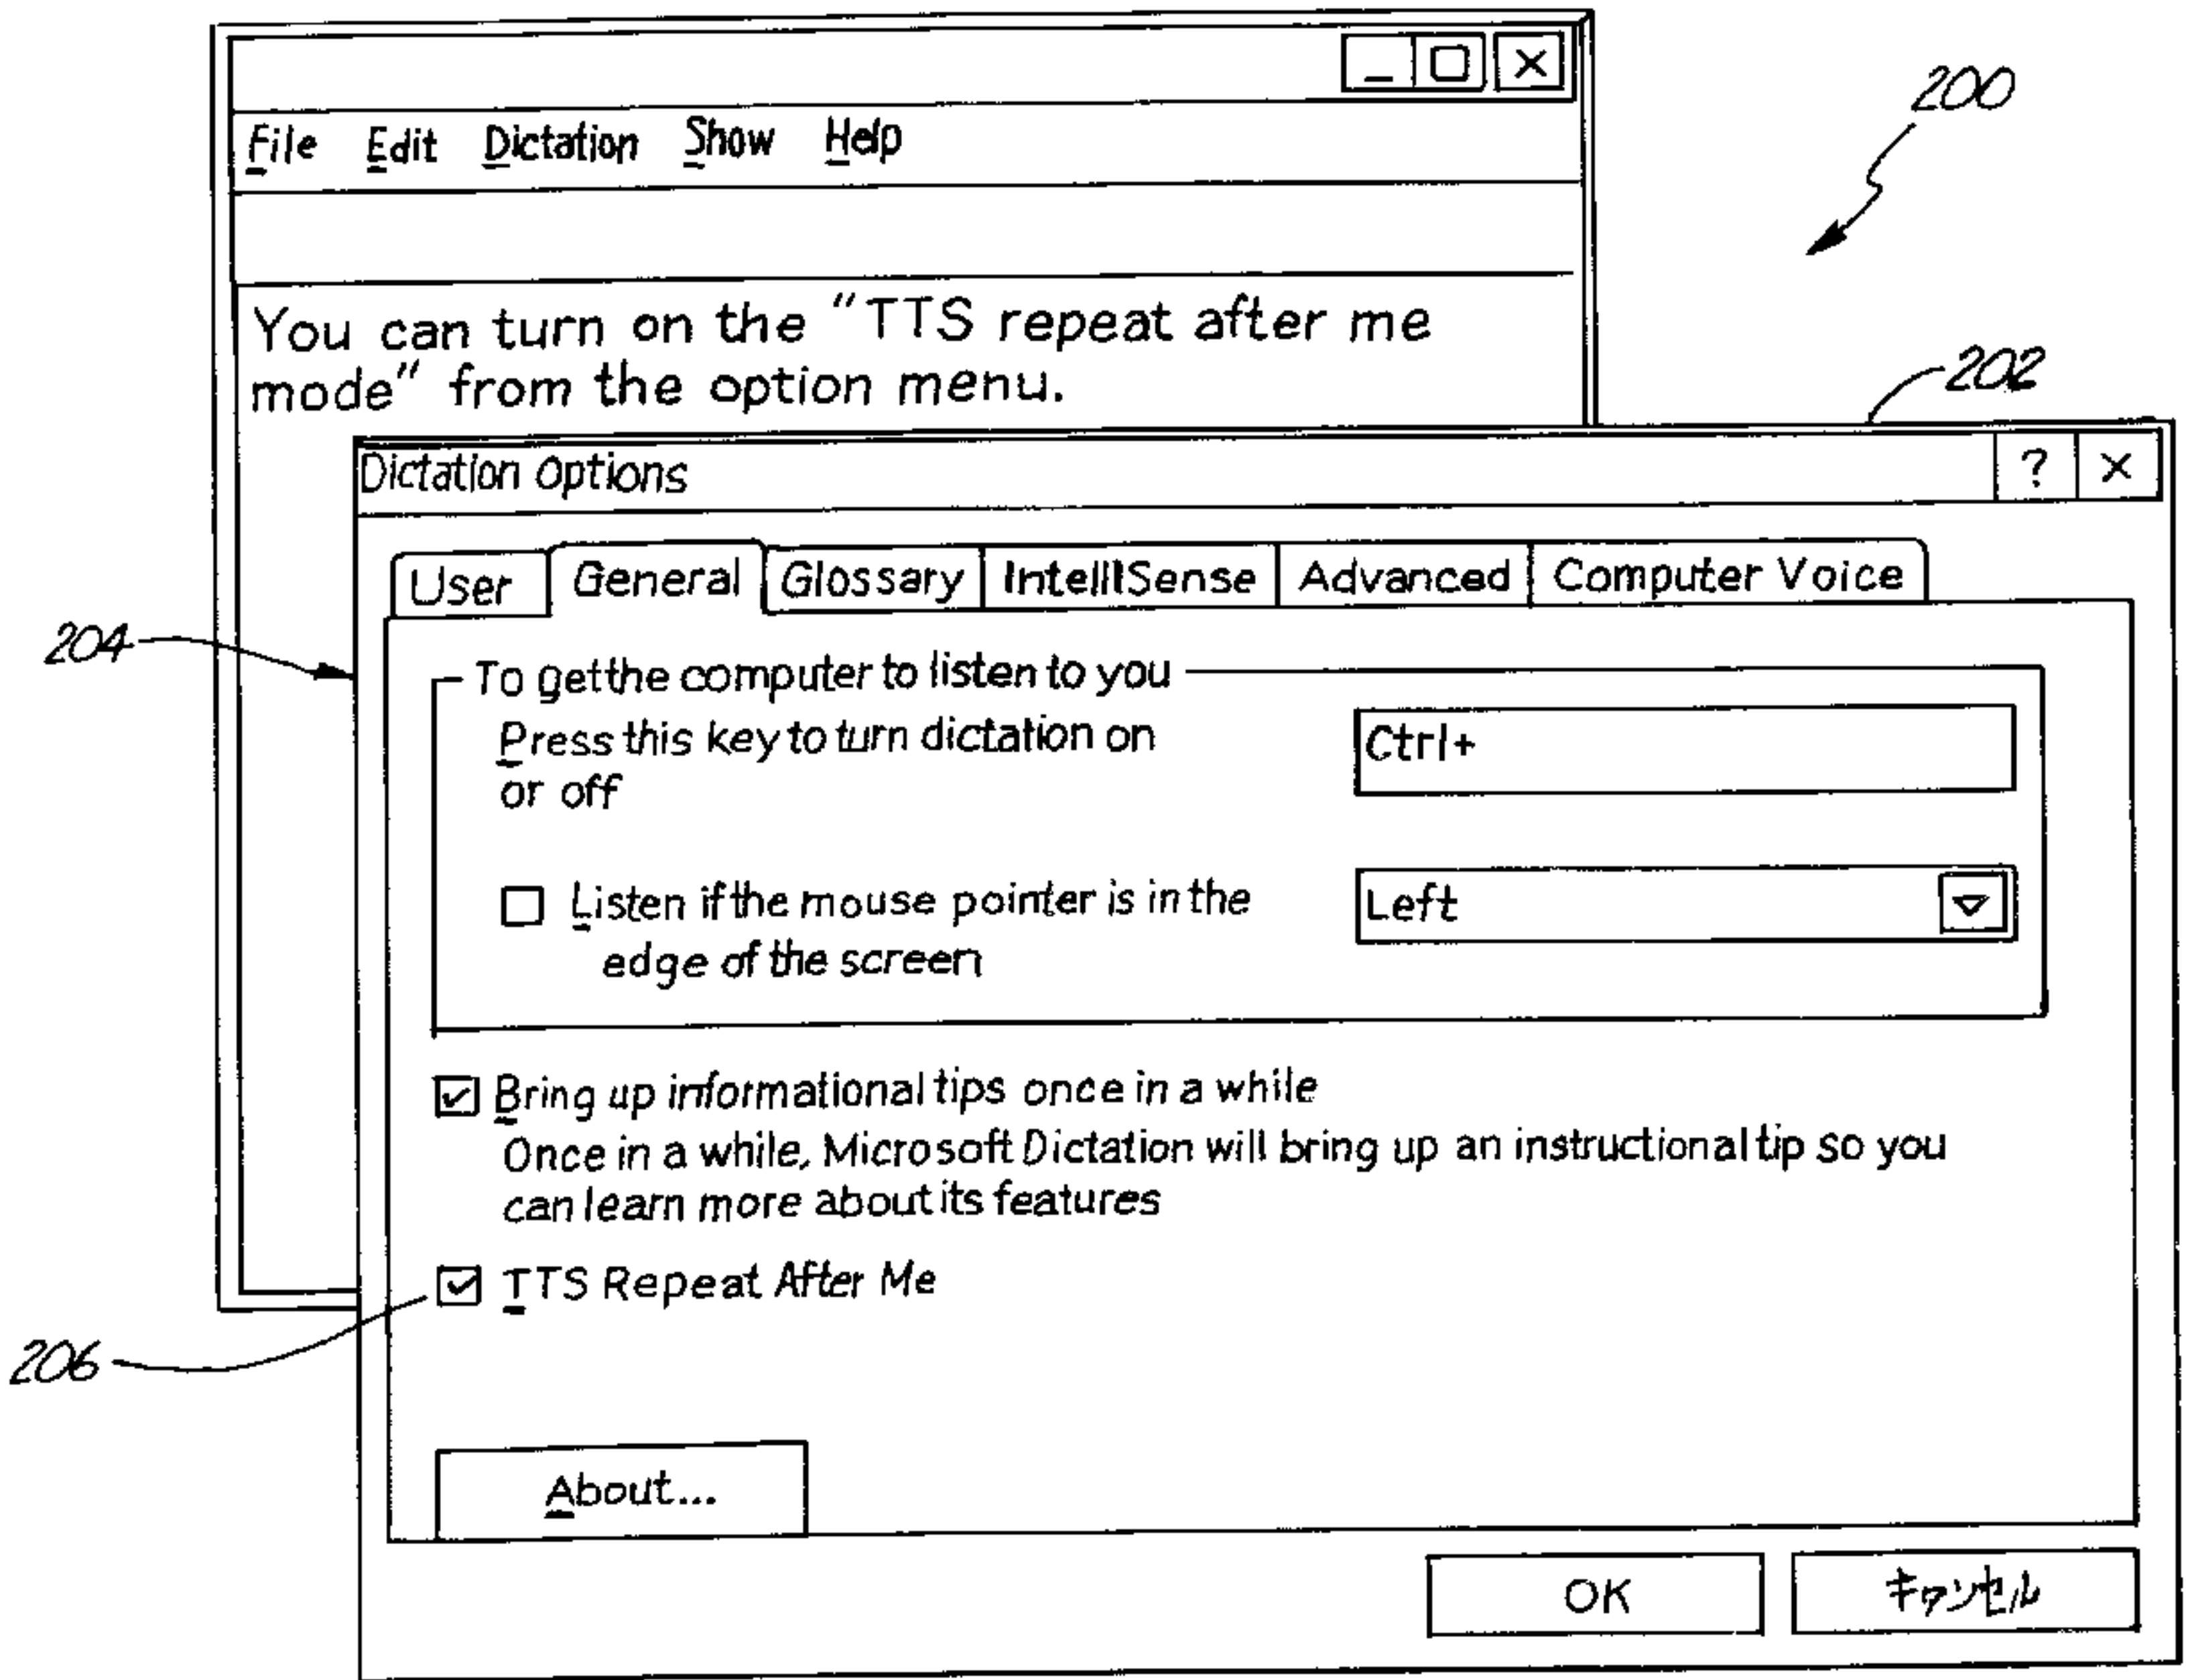 200
File Edit Dictation Show Help
You can turn on the "TTS repeat after me
mode" from the option menu.
202
Dictation Options ? ×
User General Glossary IntelliSense Advanced Computer Voice
204
To get the computer to listen to you
Press this key to turn dictation on
or off
Ctrl+
Listen if the mouse pointer is in the
edge of the screen
Left
Bring up informational tips once in a while
Once in a while, Microsoft Dictation will bring up an instructional tip so you
can learn more about its features
TTS Repeat After Me
206
About...
OK キャンセル